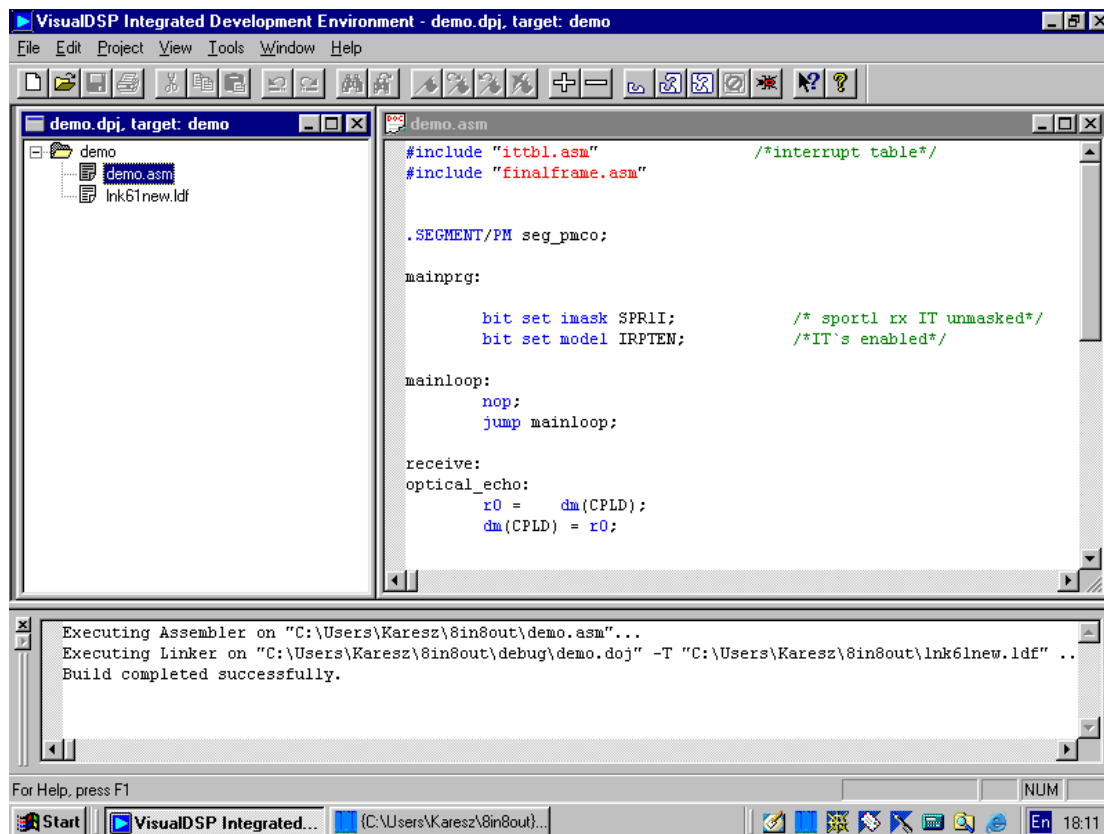 VisualDSP Integrated Development Environment - demo.dpj, target: demo
File Edit Project View Tools Window Help
demo.dpj, target: demo
demo
demo.asm
lnk61new.ldf
demo.asm
#include "ittbl.asm" /*interrupt table*/
#include "finalframe.asm"
.SEGMENT/PM seg_pmco;
mainprg:
bit set imask SPR1I; /* sport1 rx IT unmasked*/
bit set mode1 IRPTEN; /*IT`s enabled*/
mainloop:
nop;
jump mainloop;
receive:
optical_echo:
r0 = dm(CPLD);
dm(CPLD) = r0;
Executing Assembler on "C:\Users\Karesz\8in8out\demo.asm"...
Executing Linker on "C:\Users\Karesz\8in8out\debug\demo.doj" -T "C:\Users\Karesz\8in8out\lnk61new.ldf" ..
Build completed successfully.
For Help, press F1
NUM
Start
VisualDSP Integrated...
{C:\Users\Karesz\8in8out}...
En
18:11